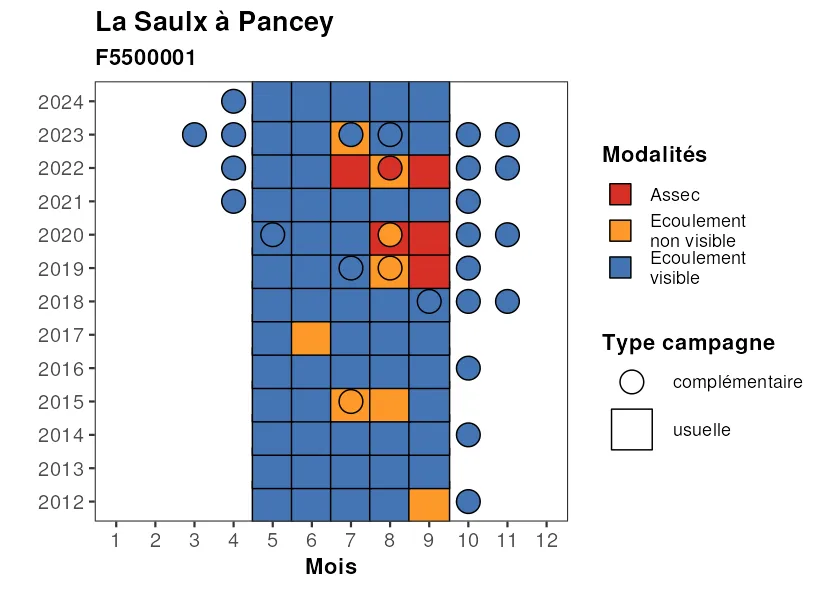 La Saulx à Pancey
F5500001
2024
2023
2022
2021
2020
2019
2018
2017
2016
2015
2014
2013
2012
1 2 3 4 5 6 7 8 9 10 11 12
Mois
Modalités
Assec
Ecoulement
non visible
Ecoulement
visible
Type campagne
complémentaire
usuelle